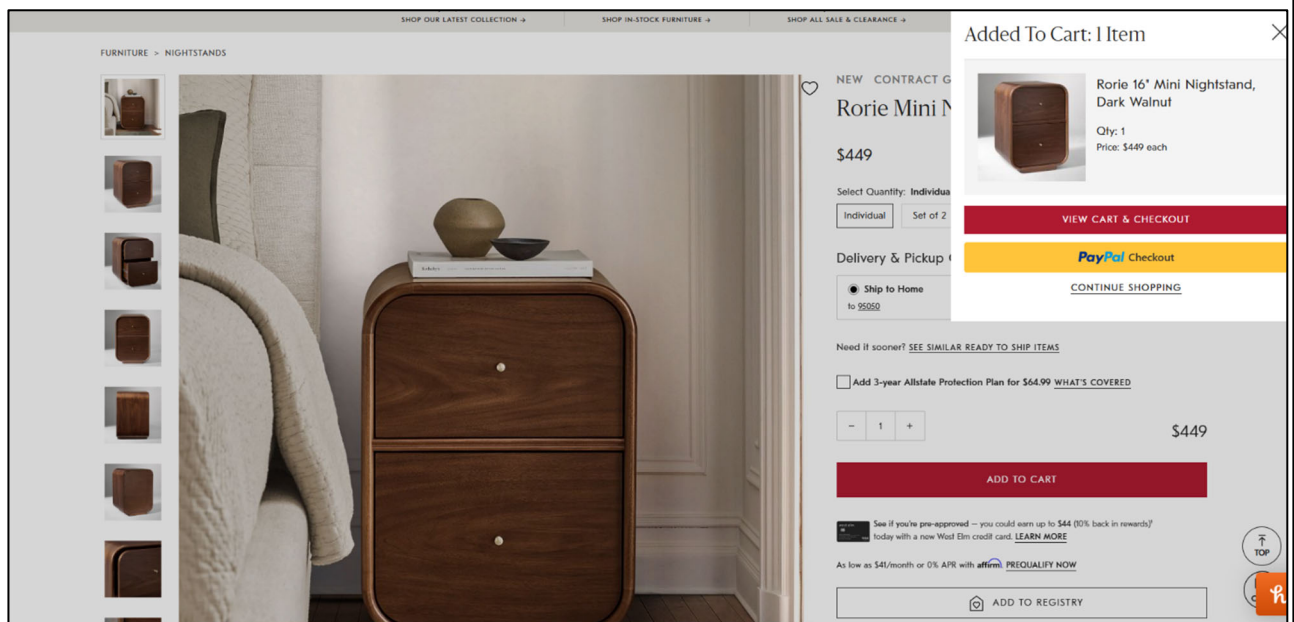 SHOP OUR LATEST COLLECTION →
SHOP IN-STOCK FURNITURE →
SHOP ALL SALE & CLEARANCE →
FURNITURE > NIGHTSTANDS
NEW CONTRACT G
Rorie Mini N
$449
Select Quantity: Individua
Individual
Set of 2
Delivery & Pickup
Ship to Home
to 95050
Need it sooner? SEE SIMILAR READY TO SHIP ITEMS
Add 3-year Allstate Protection Plan for $64.99 WHAT'S COVERED
− 1 +
$449
ADD TO CART
See if you're pre-approved – you could earn up to $44 (10% back in rewards)¹
today with a new West Elm credit card. LEARN MORE
As low as $41/month or 0% APR with affirm. PREQUALIFY NOW
ADD TO REGISTRY
Added To Cart: 1 Item
Rorie 16" Mini Nightstand,
Dark Walnut
Qty: 1
Price: $449 each
VIEW CART & CHECKOUT
PayPal Checkout
CONTINUE SHOPPING
TOP
h